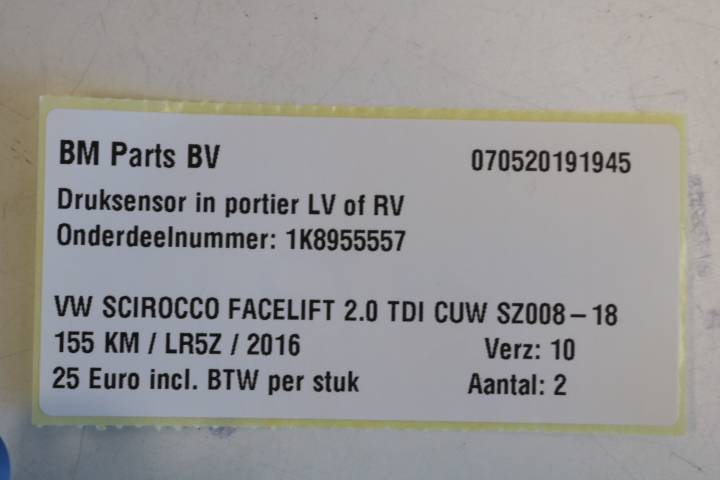 BM Parts BV 070520191945
Druksensor in portier LV of RV
Onderdeelnummer: 1K8955557
VW SCIROCCO FACELIFT 2.0 TDI CUW SZ008-18
155 KM / LR5Z / 2016 Verz: 10
25 Euro incl. BTW per stuk Aantal: 2